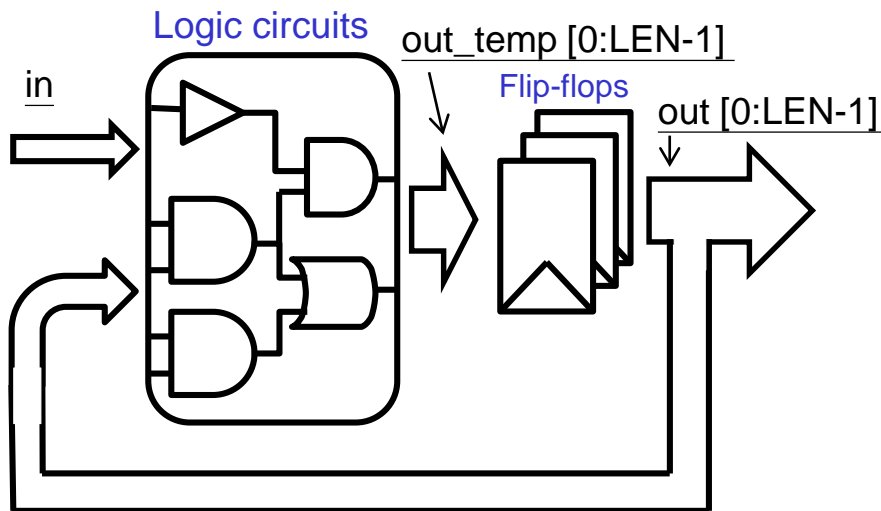 Logic circuits
out_temp [0:LEN-1]
in
Flip-flops
out [0:LEN-1]